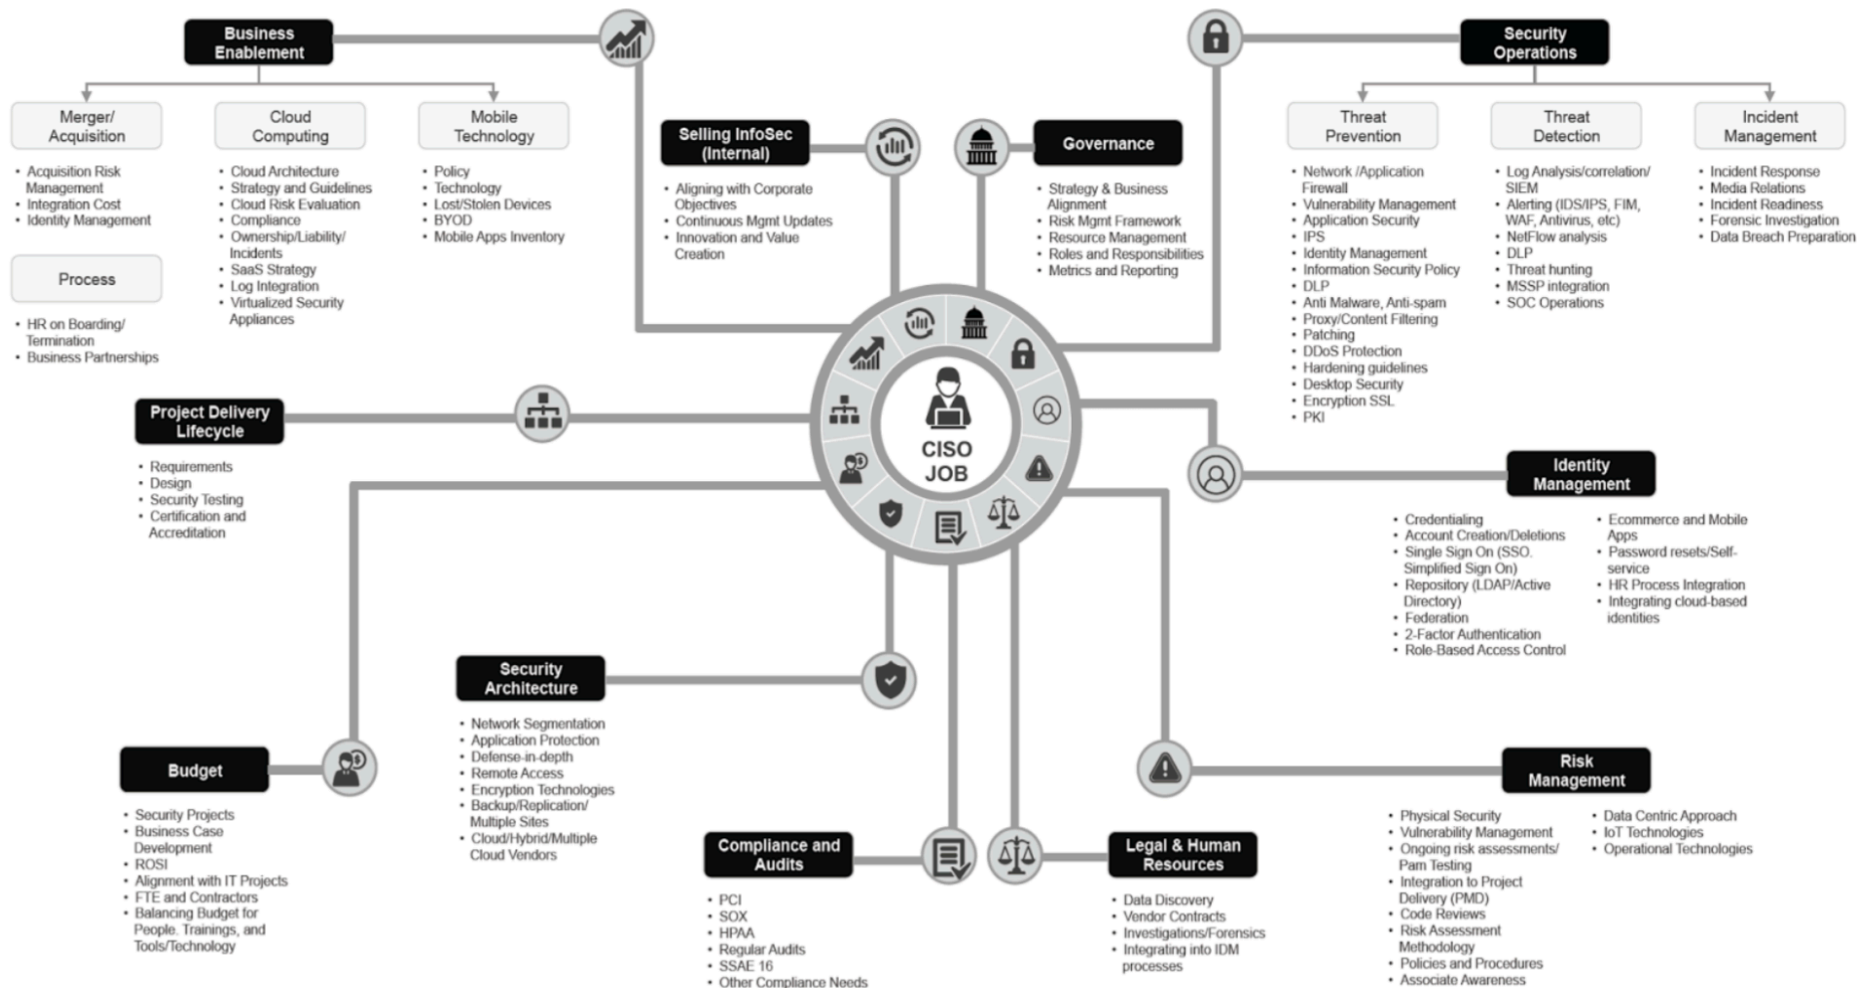 Business
Enablement
Merger/
Acquisition
• Acquisition Risk
Management
• Integration Cost
• Identity Management
Process
• HR on Boarding/
Termination
• Business Partnerships
Cloud
Computing
• Cloud Architecture
• Strategy and Guidelines
• Cloud Risk Evaluation
• Compliance
• Ownership/Liability/
Incidents
• SaaS Strategy
• Log Integration
• Virtualized Security
Appliances
Mobile
Technology
• Policy
• Technology
• Lost/Stolen Devices
• BYOD
• Mobile Apps Inventory
Selling InfoSec
(Internal)
• Aligning with Corporate
Objectives
• Continuous Mgmt Updates
• Innovation and Value
Creation
Governance
• Strategy & Business
Alignment
• Risk Mgmt Framework
• Resource Management
• Roles and Responsibilities
• Metrics and Reporting
Security
Operations
Threat
Prevention
• Network /Application
Firewall
• Vulnerability Management
• Application Security
• IPS
• Identity Management
• Information Security Policy
• DLP
• Anti Malware, Anti-spam
• Proxy/Content Filtering
• Patching
• DDoS Protection
• Hardening guidelines
• Desktop Security
• Encryption SSL
• PKI
Threat
Detection
• Log Analysis/correlation/
SIEM
• Alerting (IDS/IPS, FIM,
WAF, Antivirus, etc)
• NetFlow analysis
• DLP
• Threat hunting
• MSSP integration
• SOC Operations
Incident
Management
• Incident Response
• Media Relations
• Incident Readiness
• Forensic Investigation
• Data Breach Preparation
Project Delivery
Lifecycle
• Requirements
• Design
• Security Testing
• Certification and
Accreditation
CISO
JOB
Identity
Management
• Credentialing
• Account Creation/Deletions
• Single Sign On (SSO.
Simplified Sign On)
• Repository (LDAP/Active
Directory)
• Federation
• 2-Factor Authentication
• Role-Based Access Control
• Ecommerce and Mobile
Apps
• Password resets/Self-
service
• HR Process Integration
• Integrating cloud-based
identities
Security
Architecture
• Network Segmentation
• Application Protection
• Defense-in-depth
• Remote Access
• Encryption Technologies
• Backup/Replication/
Multiple Sites
• Cloud/Hybrid/Multiple
Cloud Vendors
Budget
• Security Projects
• Business Case
Development
• ROSI
• Alignment with IT Projects
• FTE and Contractors
• Balancing Budget for
People. Trainings, and
Tools/Technology
Compliance and
Audits
• PCI
• SOX
• HPAA
• Regular Audits
• SSAE 16
• Other Compliance Needs
Legal & Human
Resources
• Data Discovery
• Vendor Contracts
• Investigations/Forensics
• Integrating into IDM
processes
Risk
Management
• Physical Security
• Vulnerability Management
• Ongoing risk assessments/
Pam Testing
• Integration to Project
Delivery (PMD)
• Code Reviews
• Risk Assessment
Methodology
• Policies and Procedures
• Associate Awareness
• Data Centric Approach
• IoT Technologies
• Operational Technologies